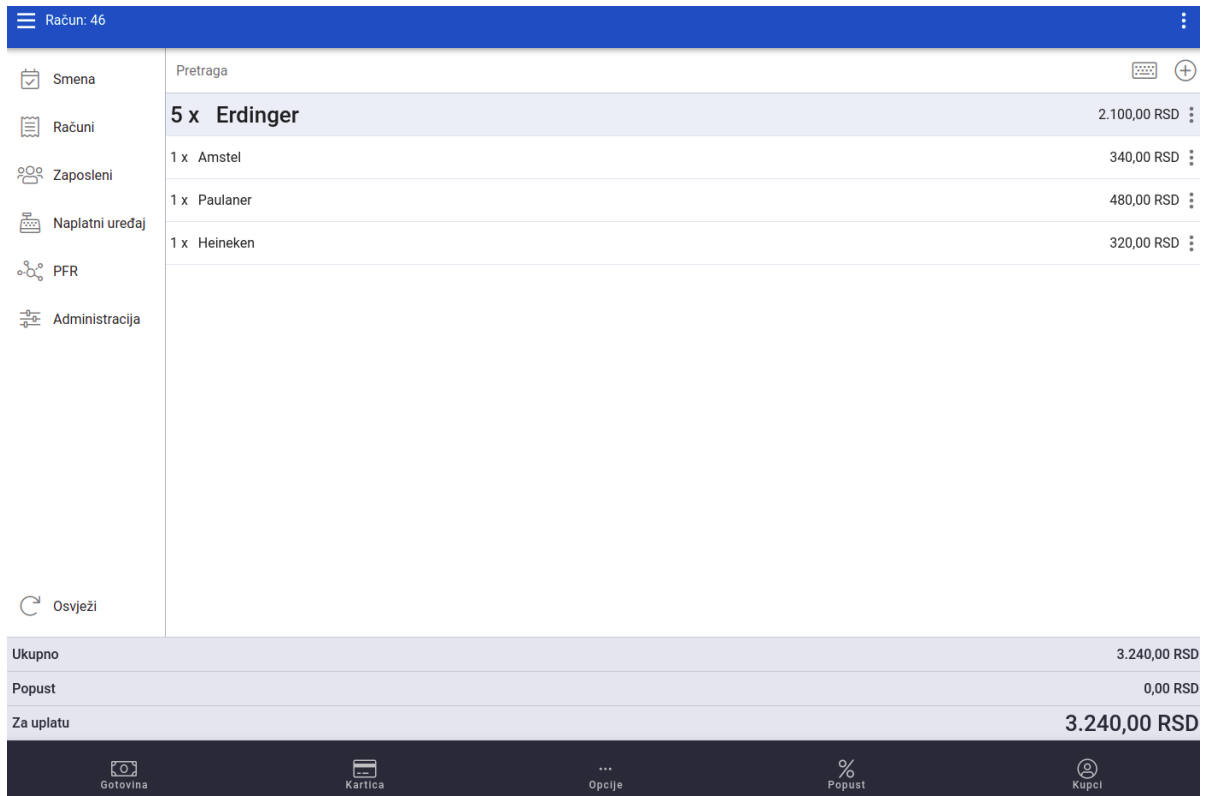 Račun: 46
Smena
Računi
Zaposleni
Naplatni uređaj
PFR
Administracija
Osvježi
Pretraga
5 x Erdinger 2.100,00 RSD
1 x Amstel 340,00 RSD
1 x Paulaner 480,00 RSD
1 x Heineken 320,00 RSD
Ukupno 3.240,00 RSD
Popust 0,00 RSD
Za uplatu 3.240,00 RSD
Gotovina Kartica Opcije Popust Kupci